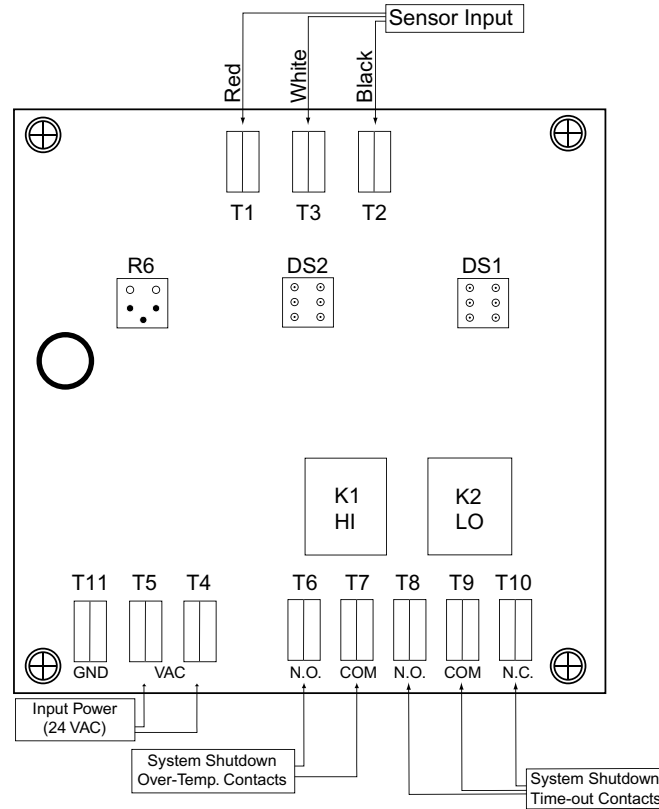 Sensor Input
Red
White
Black
T1 T3 T2
R6 DS2 DS1
K1
HI
K2
LO
T11 T5 T4 T6 T7 T8 T9 T10
GND VAC N.O. COM N.O. COM N.C.
Input Power
(24 VAC)
System Shutdown
Over-Temp. Contacts
System Shutdown
Time-out Contacts